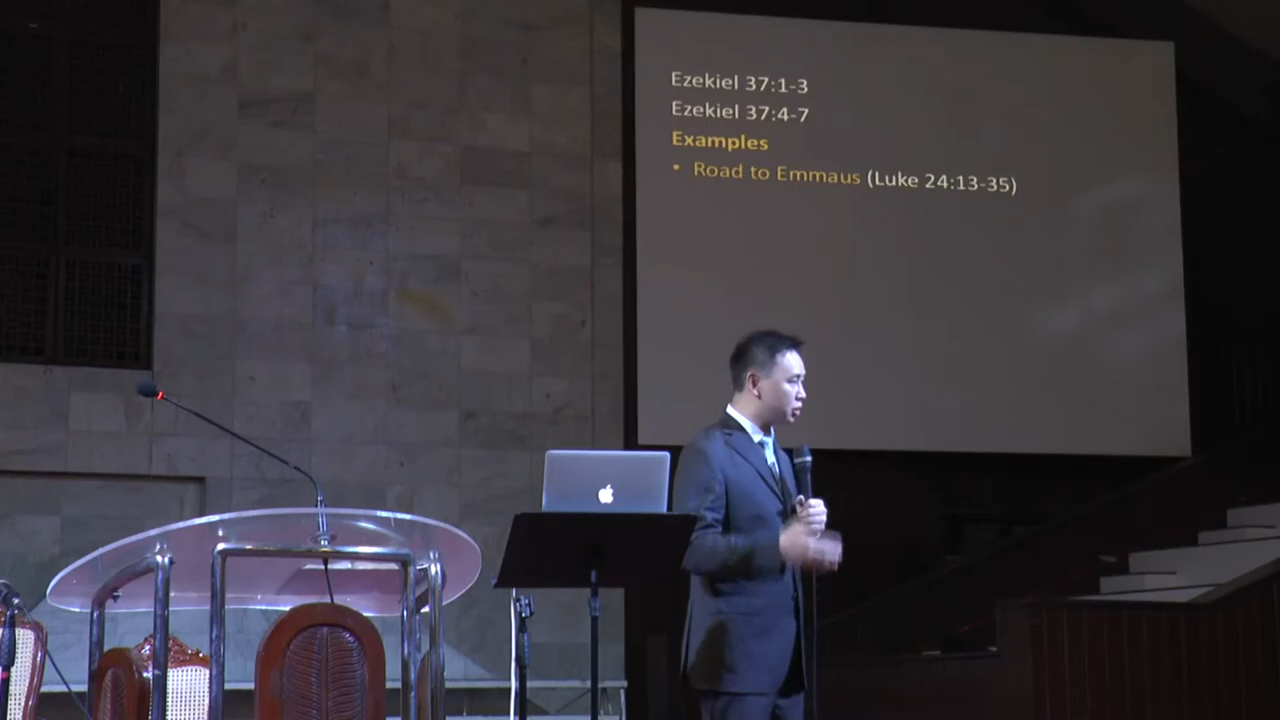 Ezekiel 37:1-3
Ezekiel 37:4-7
Examples
• Road to Emmaus (Luke 24:13-35)